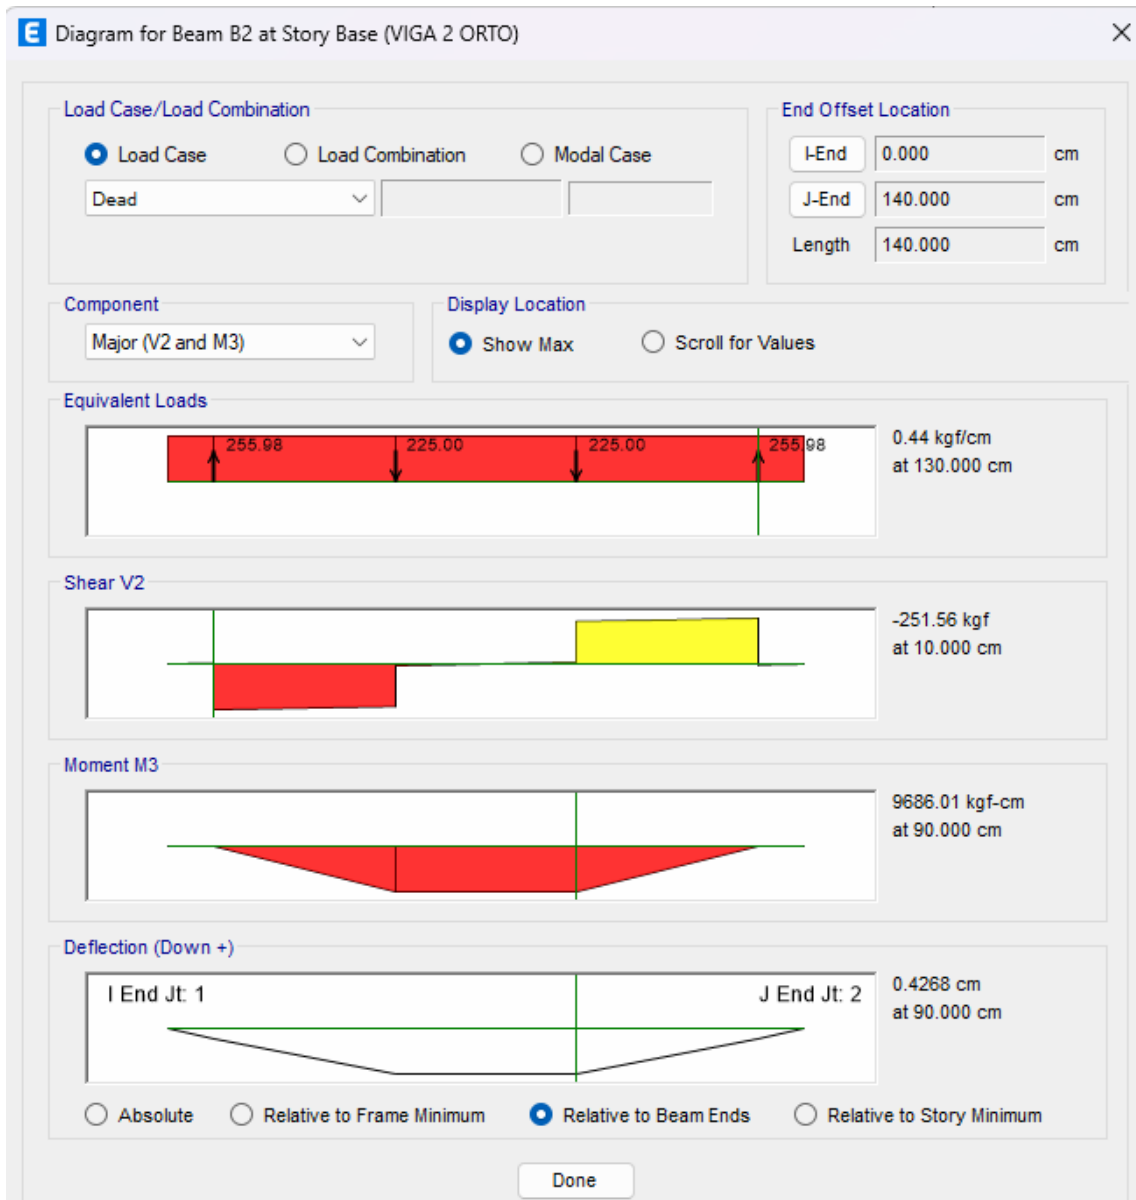 E Diagram for Beam B2 at Story Base (VIGA 2 ORTO)
Load Case/Load Combination
Load Case Load Combination Modal Case
Dead
End Offset Location
I-End 0.000 cm
J-End 140.000 cm
Length 140.000 cm
Component
Major (V2 and M3)
Display Location
Show Max Scroll for Values
Equivalent Loads
255.98 225.00 225.00 255.98
0.44 kgf/cm
at 130.000 cm
Shear V2
-251.56 kgf
at 10.000 cm
Moment M3
9686.01 kgf-cm
at 90.000 cm
Deflection (Down +)
I End Jt: 1 J End Jt: 2
0.4268 cm
at 90.000 cm
Absolute Relative to Frame Minimum Relative to Beam Ends Relative to Story Minimum
Done